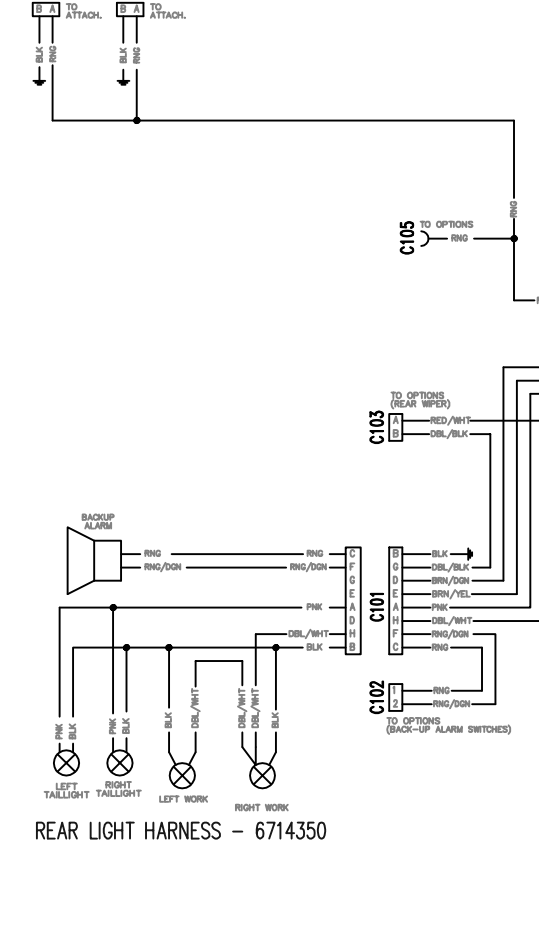 B A TO ATTACH.
B A TO ATTACH.
BLK RNG BLK RNG
RNG
C105 TO OPTIONS
RNG
TO OPTIONS
(REAR WIPER)
C103 A RED/WHT
B DBL/BLK
BACKUP
ALARM
RNG RNG C
RNG/DGN RNG/DGN F
G
E
PNK A
D
DBL/WHT H
BLK B
C101
B BLK
G DBL/BLK
D BRN/DGN
E BRN/YEL
A PNK
H DBL/WHT
F RNG/DGN
C RNG
C102
1 RNG
2 RNG/DGN
TO OPTIONS
(BACK-UP ALARM SWITCHES)
PNK BLK PNK BLK BLK DBL/WHT DBL/WHT DBL/WHT BLK
LEFT
TAILLIGHT
RIGHT
TAILLIGHT
LEFT WORK
RIGHT WORK
REAR LIGHT HARNESS - 6714350